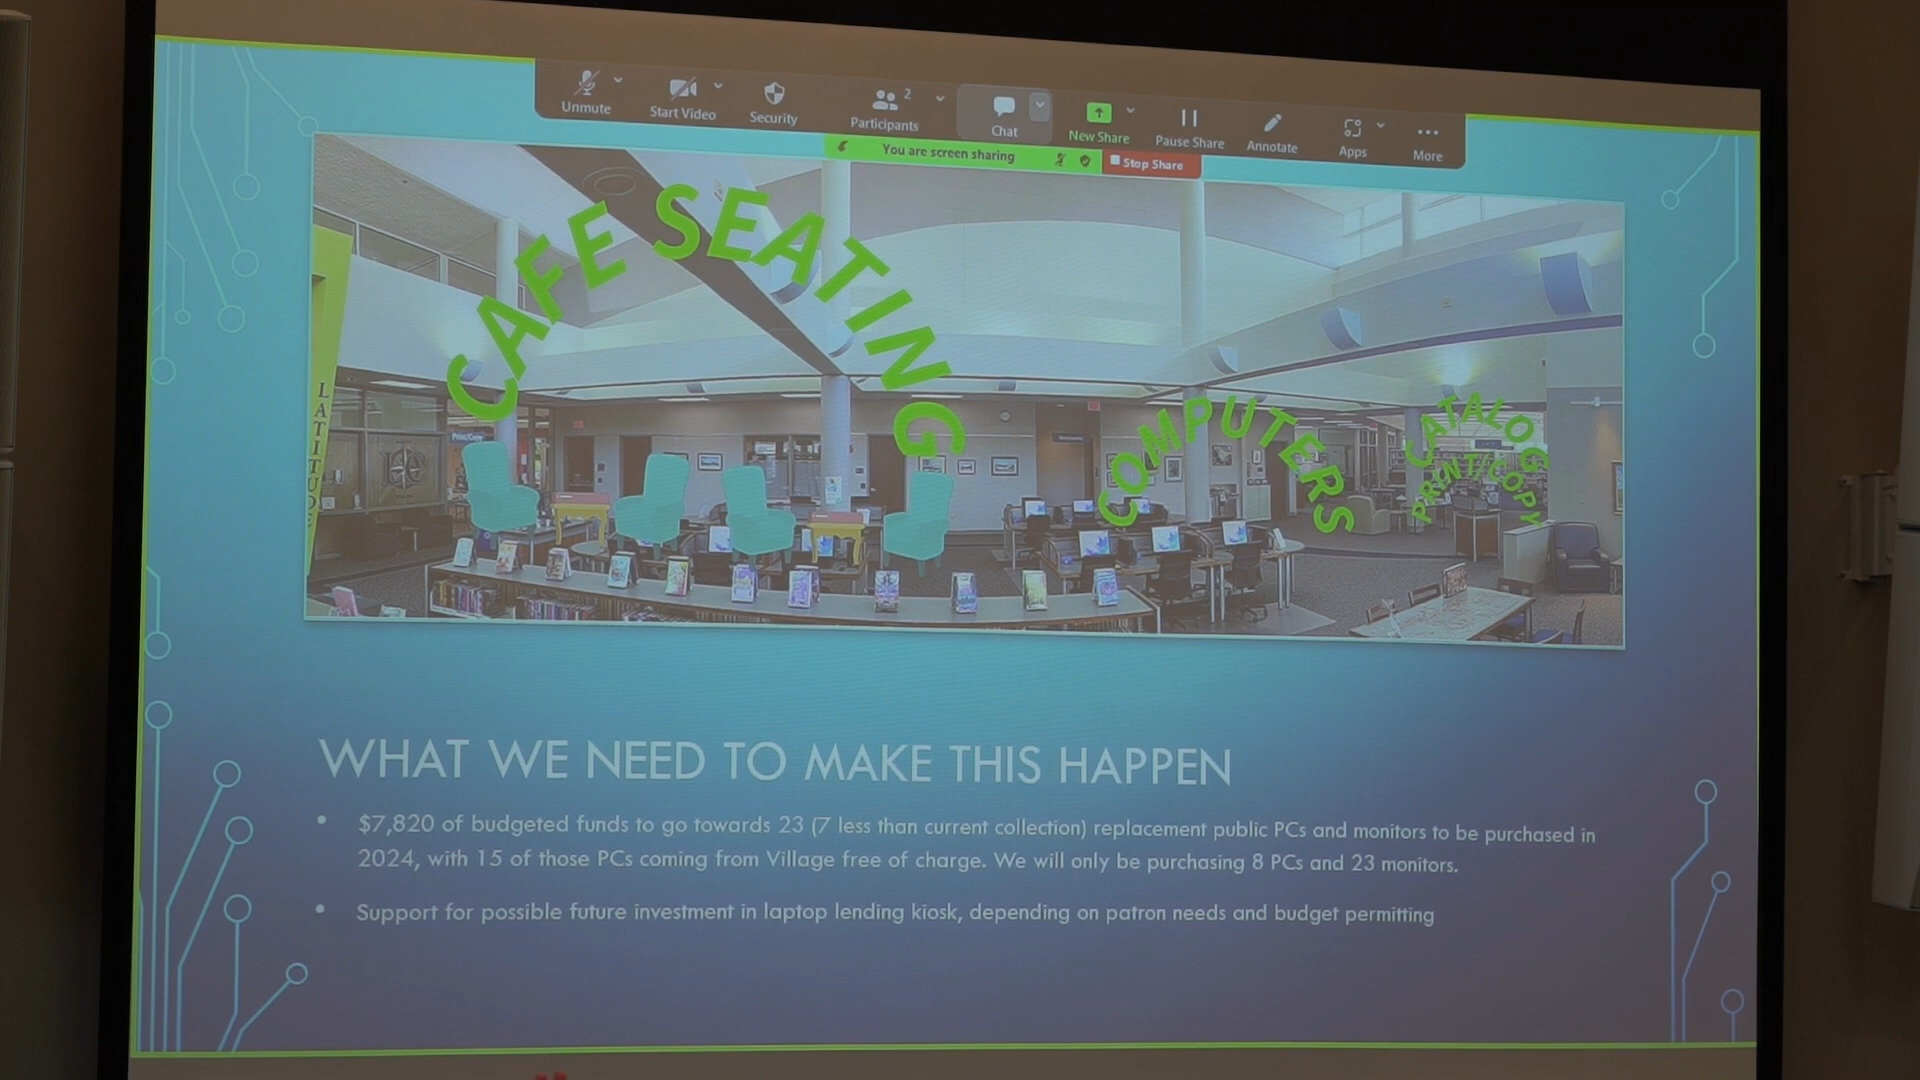 2
Unmute
Start Video
Security
Participants
Chat
New Share
Pause Share
Annotate
Apps
More
You are screen sharing
Stop Share
CAFE SEATING
COMPUTERS
CATALOG
PRINT/COPY
LATITUDE
Print/Copy
WHAT WE NEED TO MAKE THIS HAPPEN
• $7,820 of budgeted funds to go towards 23 (7 less than current collection) replacement public PCs and monitors to be purchased in
2024, with 15 of those PCs coming from Village free of charge. We will only be purchasing 8 PCs and 23 monitors.
• Support for possible future investment in laptop lending kiosk, depending on patron needs and budget permitting